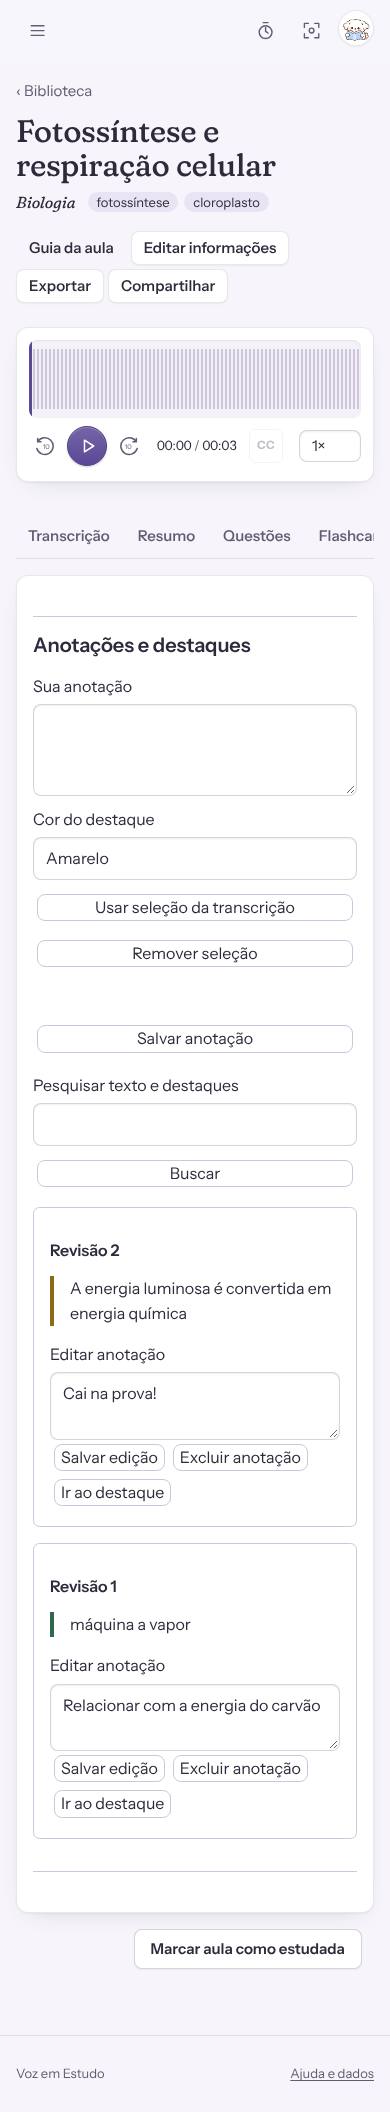 ‹ Biblioteca
Fotossíntese e
respiração celular
Biologia fotossíntese cloroplasto
Guia da aula Editar informações
Exportar Compartilhar
10 10 00:00 / 00:03 CC 1×
Transcrição Resumo Questões Flashcar
Anotações e destaques
Sua anotação
Cor do destaque
Amarelo
Usar seleção da transcrição
Remover seleção
Salvar anotação
Pesquisar texto e destaques
Buscar
Revisão 2
A energia luminosa é convertida em
energia química
Editar anotação
Cai na prova!
Salvar edição Excluir anotação
Ir ao destaque
Revisão 1
máquina a vapor
Editar anotação
Relacionar com a energia do carvão
Salvar edição Excluir anotação
Ir ao destaque
Marcar aula como estudada
Voz em Estudo Ajuda e dados